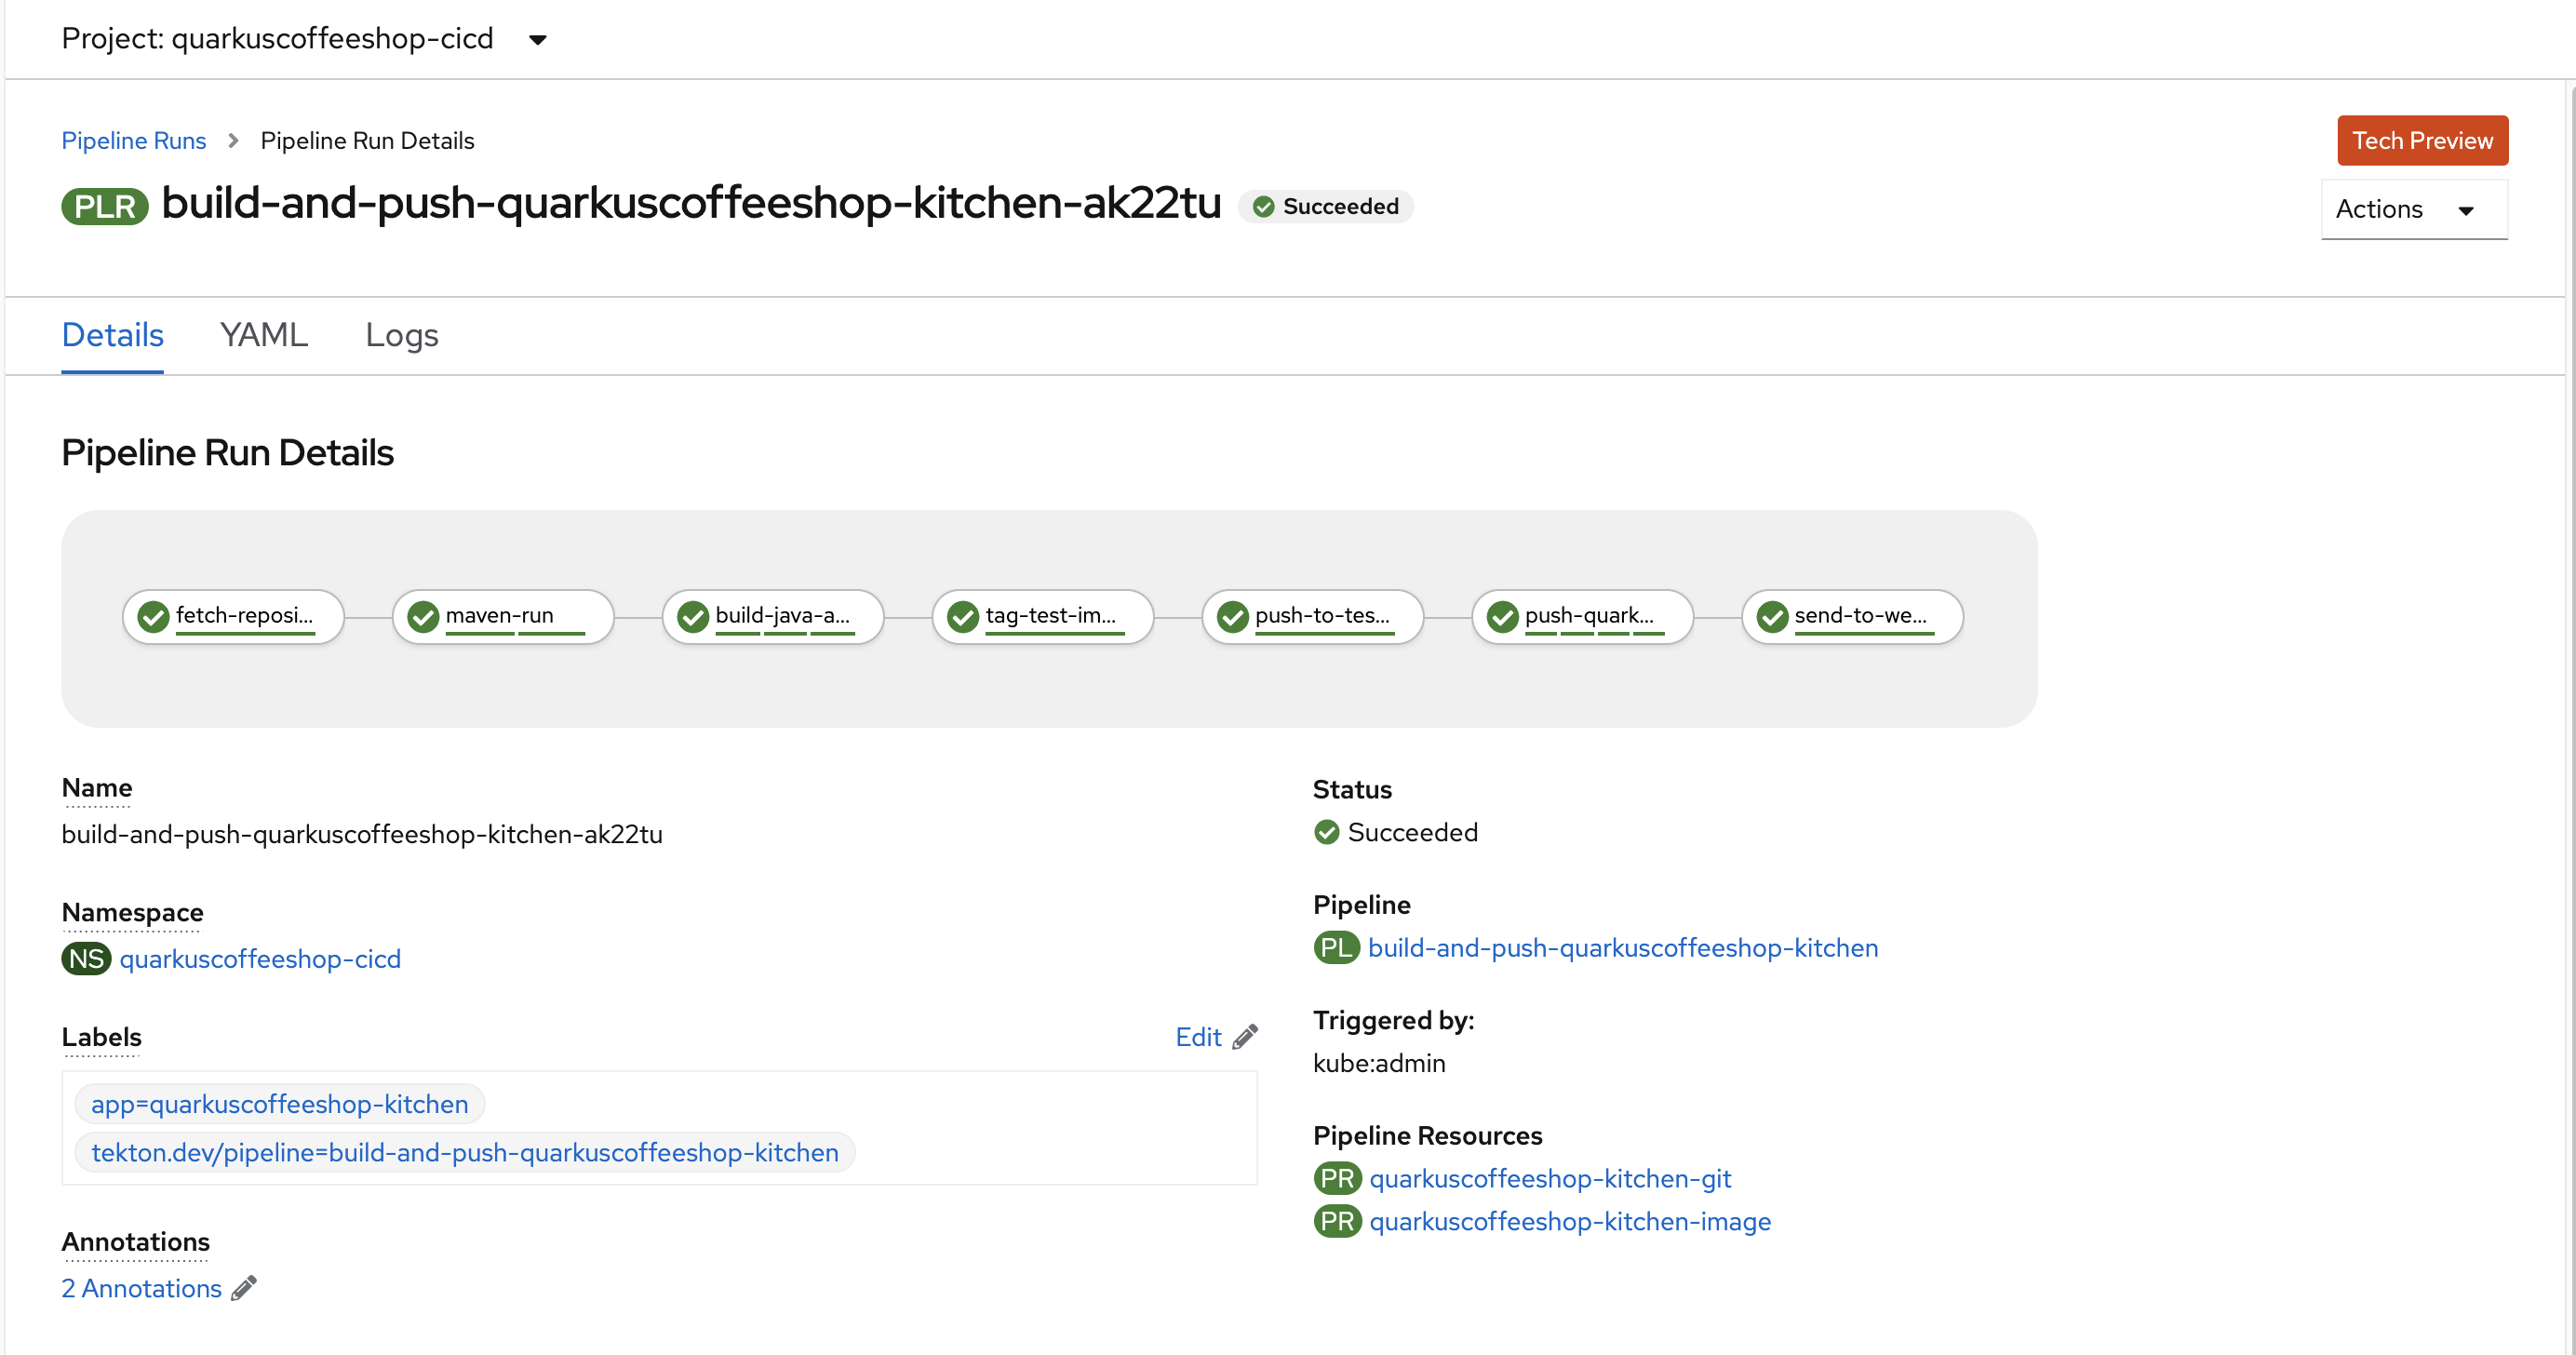 Project: quarkuscoffeeshop-cicd
Pipeline Runs > Pipeline Run Details
Tech Preview
PLR build-and-push-quarkuscoffeeshop-kitchen-ak22tu Succeeded
Actions
Details YAML Logs
Pipeline Run Details
fetch-reposi... maven-run build-java-a... tag-test-im... push-to-tes... push-quark... send-to-we...
Name
build-and-push-quarkuscoffeeshop-kitchen-ak22tu
Namespace
NS quarkuscoffeeshop-cicd
Labels
Edit
app=quarkuscoffeeshop-kitchen
tekton.dev/pipeline=build-and-push-quarkuscoffeeshop-kitchen
Annotations
2 Annotations
Status
Succeeded
Pipeline
PL build-and-push-quarkuscoffeeshop-kitchen
Triggered by:
kube:admin
Pipeline Resources
PR quarkuscoffeeshop-kitchen-git
PR quarkuscoffeeshop-kitchen-image